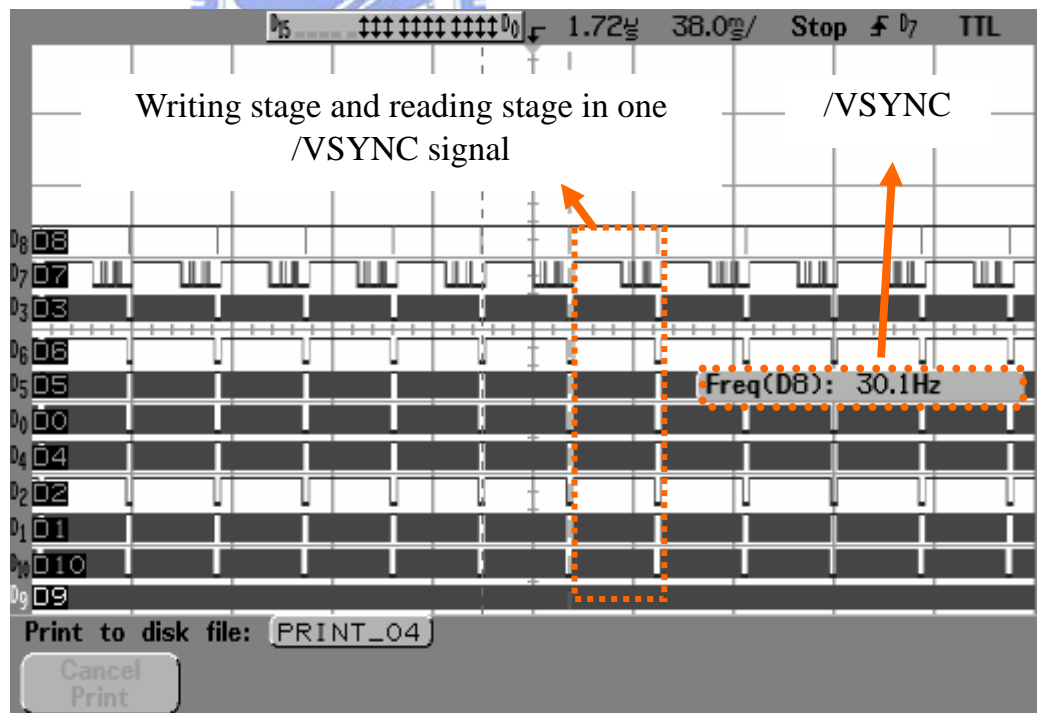 D15 D0 1.72s 38.0ms/ Stop D7 TTL
Writing stage and reading stage in one
/VSYNC signal
/VSYNC
D8 D8
D7 D7
D3 D3
D6 D6
D5 D5
Freq(D8): 30.1Hz
D0 D0
D4 D4
D2 D2
D1 D1
D10 D10
D9 D9
Print to disk file: PRINT_04
Cancel
Print